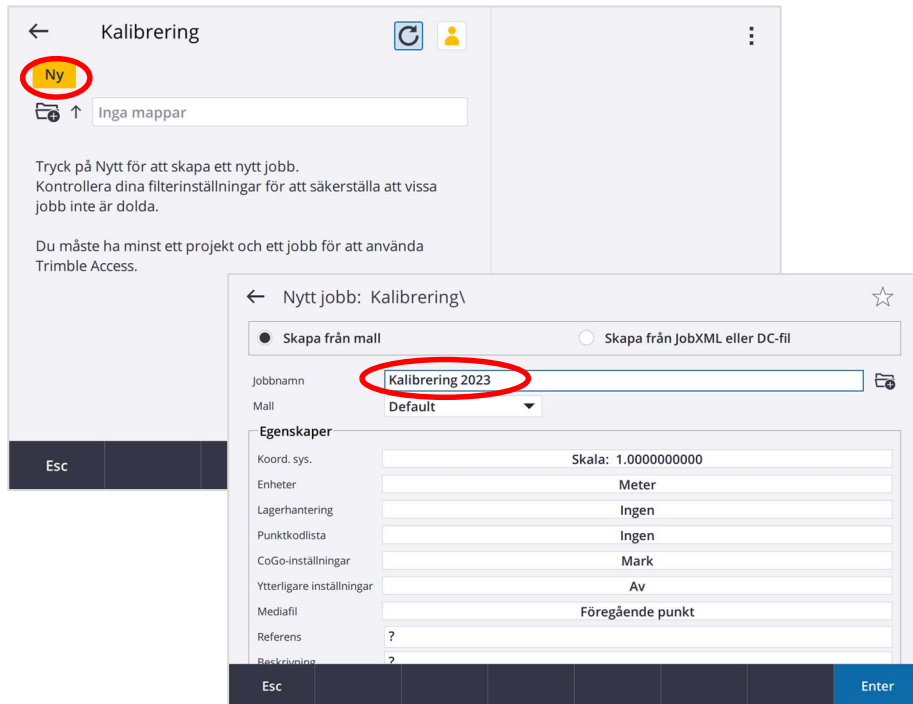 Kalibrering
Ny
Inga mappar
Tryck på Nytt för att skapa ett nytt jobb.
Kontrollera dina filterinställningar för att säkerställa att vissa
jobb inte är dolda.
Du måste ha minst ett projekt och ett jobb för att använda
Trimble Access.
Esc
Nytt jobb: Kalibrering\
Skapa från mall
Skapa från JobXML eller DC-fil
Jobbnamn Kalibrering 2023
Mall Default
Egenskaper
Koord. sys. Skala: 1.0000000000
Enheter Meter
Lagerhantering Ingen
Punktkodlista Ingen
CoGo-inställningar Mark
Ytterligare inställningar Av
Mediafil Föregående punkt
Referens ?
Beskrivning ?
Esc Enter